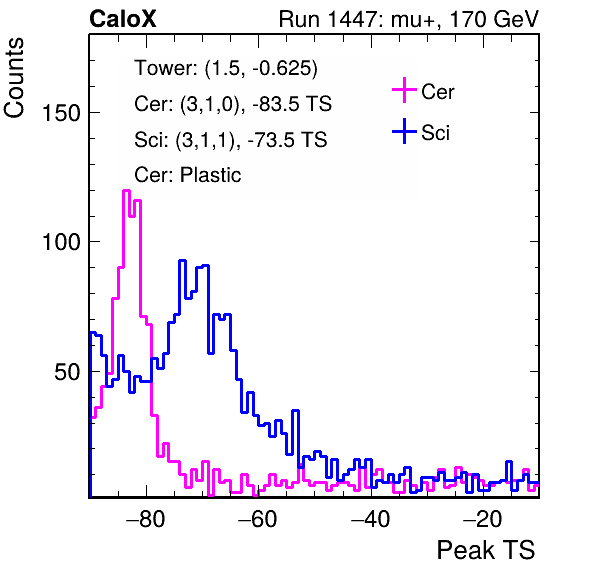 CaloX Run 1447: mu+, 170 GeV
Counts
Tower: (1.5, -0.625)
Cer: (3,1,0), -83.5 TS
Sci: (3,1,1), -73.5 TS
Cer: Plastic
Cer
Sci
150
100
50
−80 −60 −40 −20
Peak TS